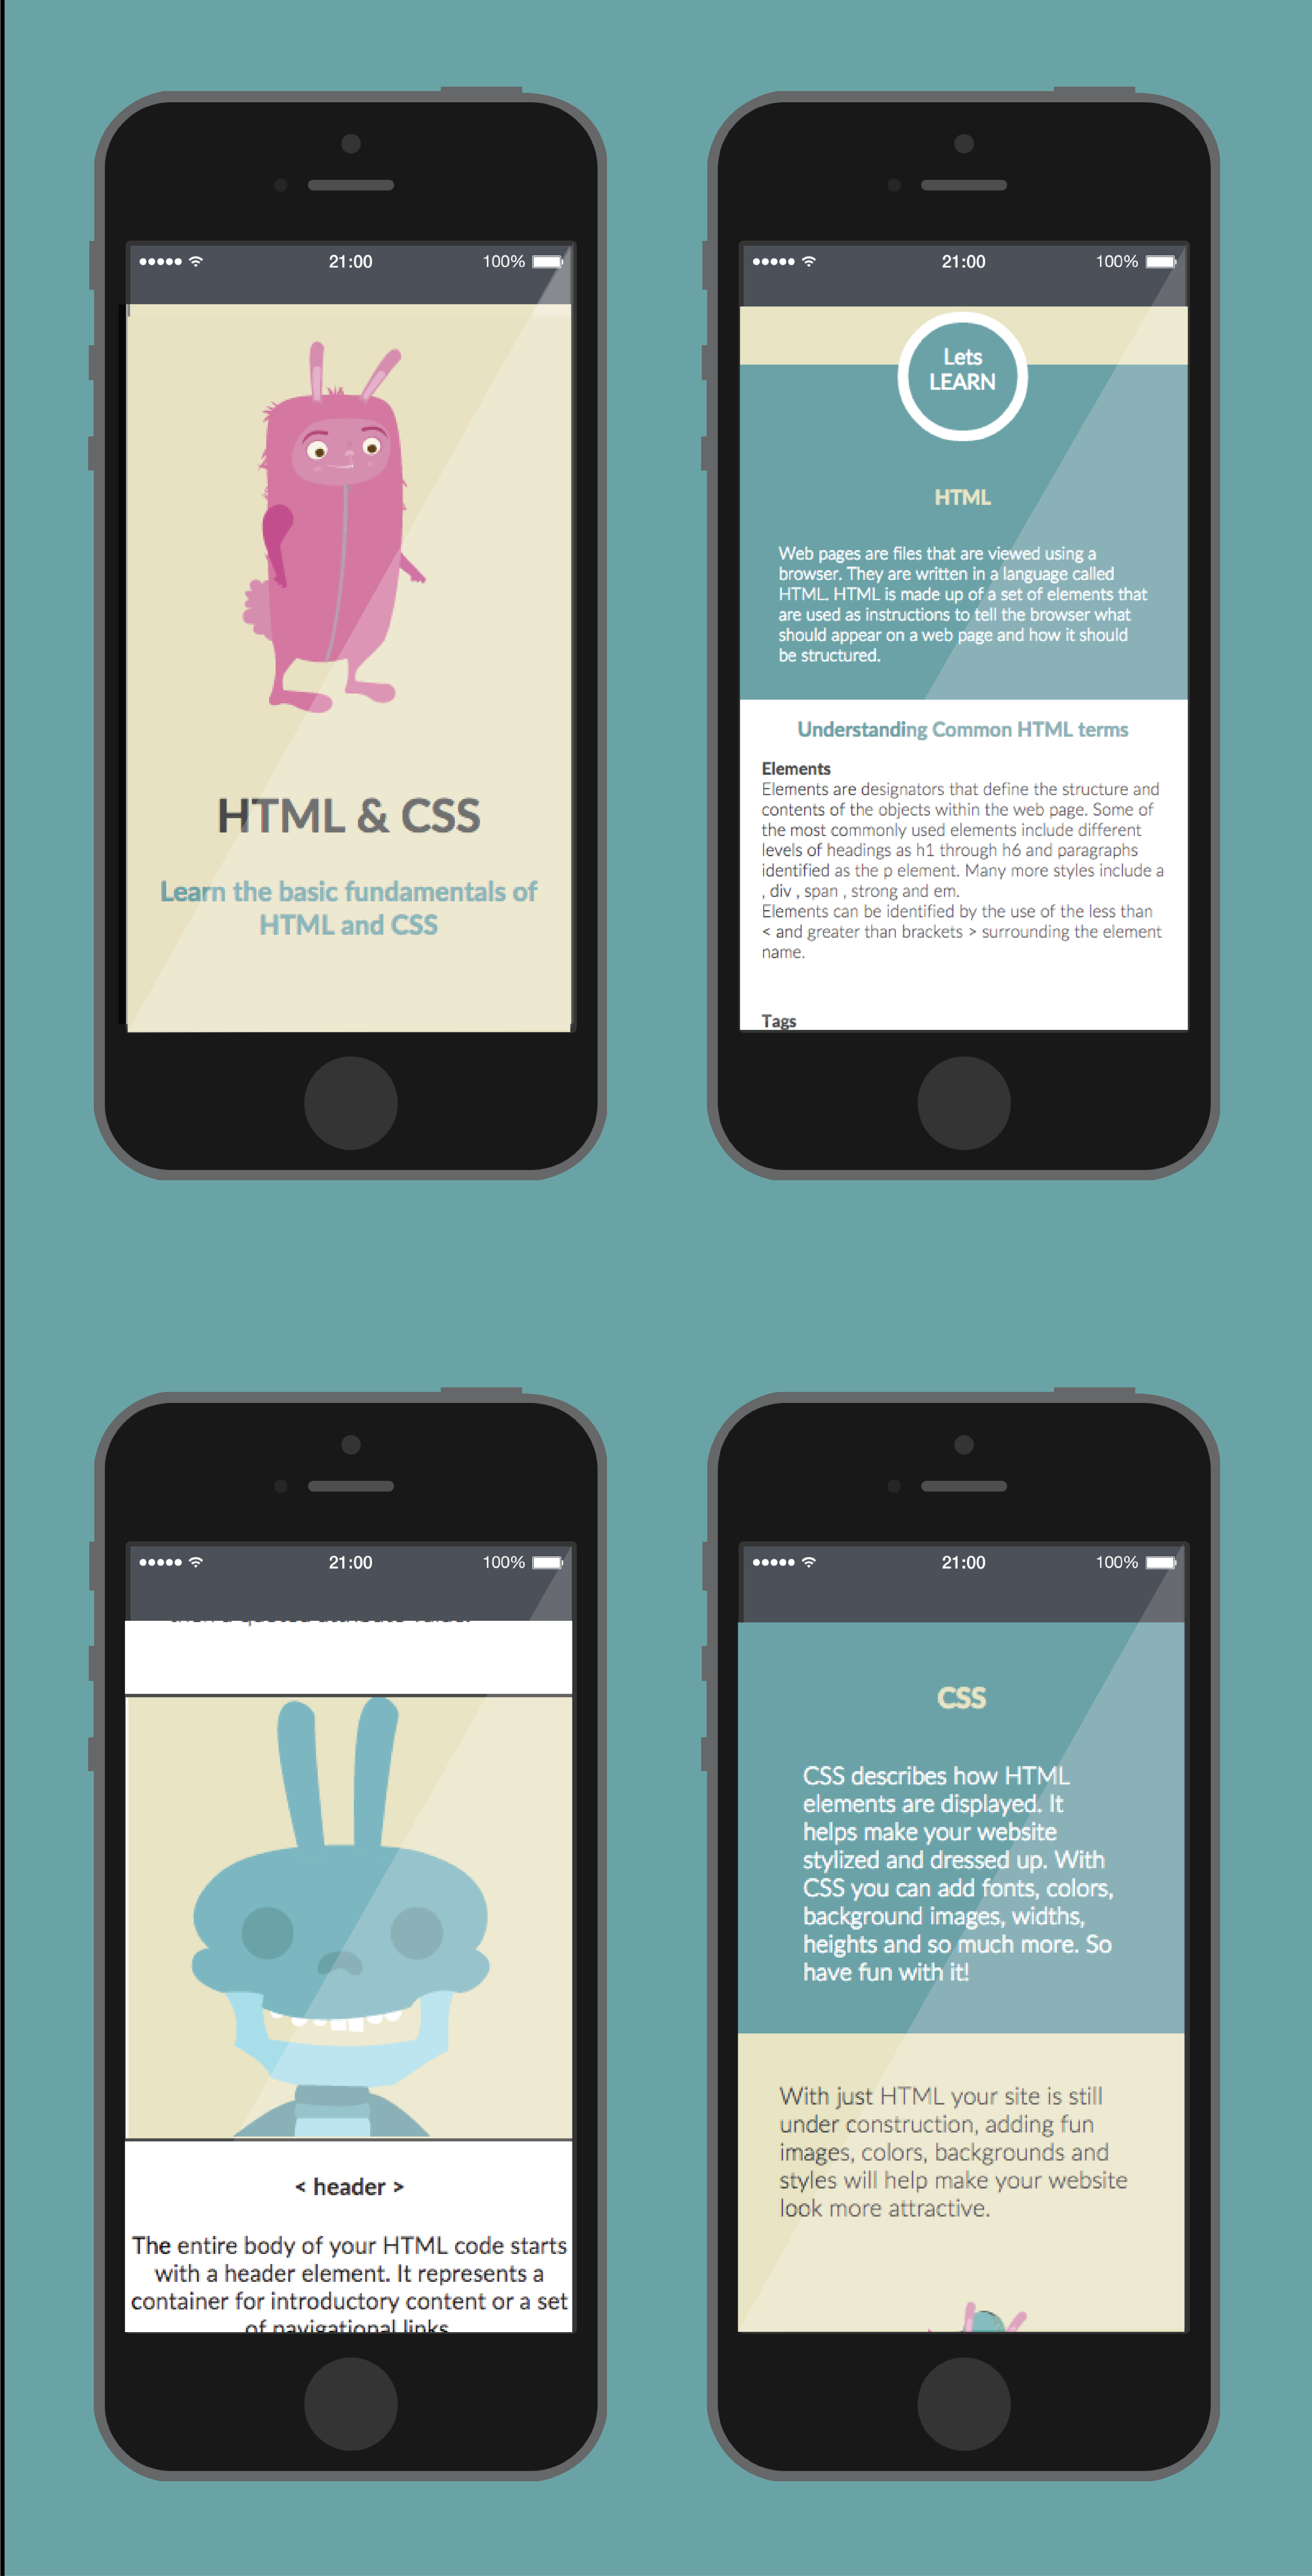 21:00
100%
HTML & CSS
Learn the basic fundamentals of
HTML and CSS
21:00
100%
Lets
LEARN
HTML
Web pages are files that are viewed using a
browser. They are written in a language called
HTML. HTML is made up of a set of elements that
are used as instructions to tell the browser what
should appear on a web page and how it should
be structured.
Understanding Common HTML terms
Elements
Elements are designators that define the structure and
contents of the objects within the web page. Some of
the most commonly used elements include different
levels of headings as h1 through h6 and paragraphs
identified as the p element. Many more styles include a
, div , span , strong and em.
Elements can be identified by the use of the less than
< and greater than brackets > surrounding the element
name.
Tags
21:00
100%
< header >
The entire body of your HTML code starts
with a header element. It represents a
container for introductory content or a set
of navigational links
21:00
100%
CSS
CSS describes how HTML
elements are displayed. It
helps make your website
stylized and dressed up. With
CSS you can add fonts, colors,
background images, widths,
heights and so much more. So
have fun with it!
With just HTML your site is still
under construction, adding fun
images, colors, backgrounds and
styles will help make your website
look more attractive.